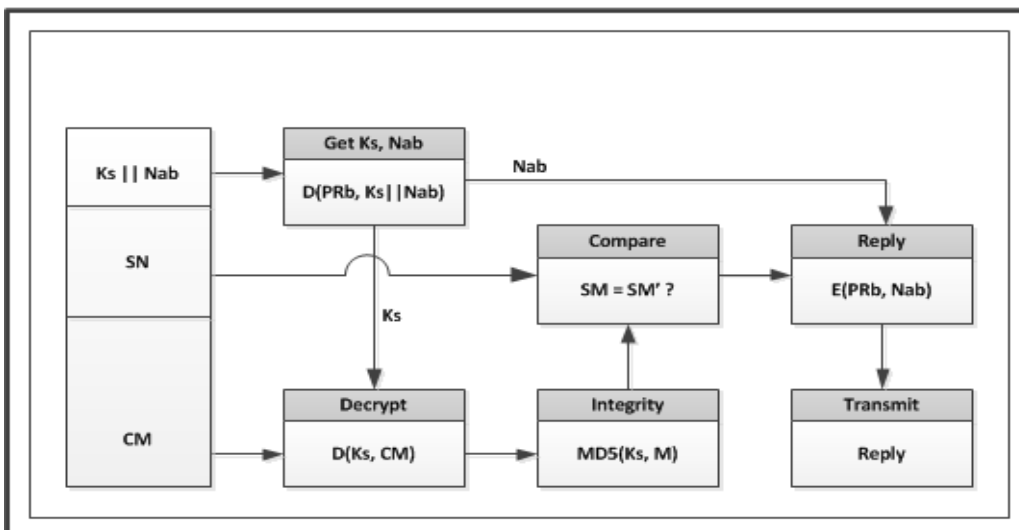 Ks || Nab
SN
CM
Get Ks, Nab
D(PRb, Ks||Nab)
Nab
Ks
Compare
SM = SM’ ?
Reply
E(PRb, Nab)
Decrypt
D(Ks, CM)
Integrity
MD5(Ks, M)
Transmit
Reply